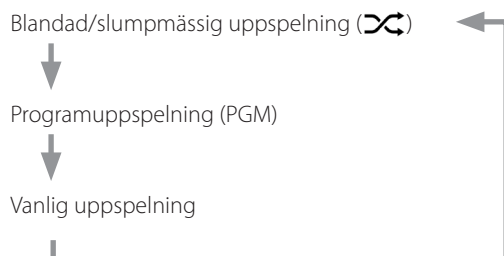 Blandad/slumpmässig uppspelning (🔀)
Programuppspelning (PGM)
Vanlig uppspelning